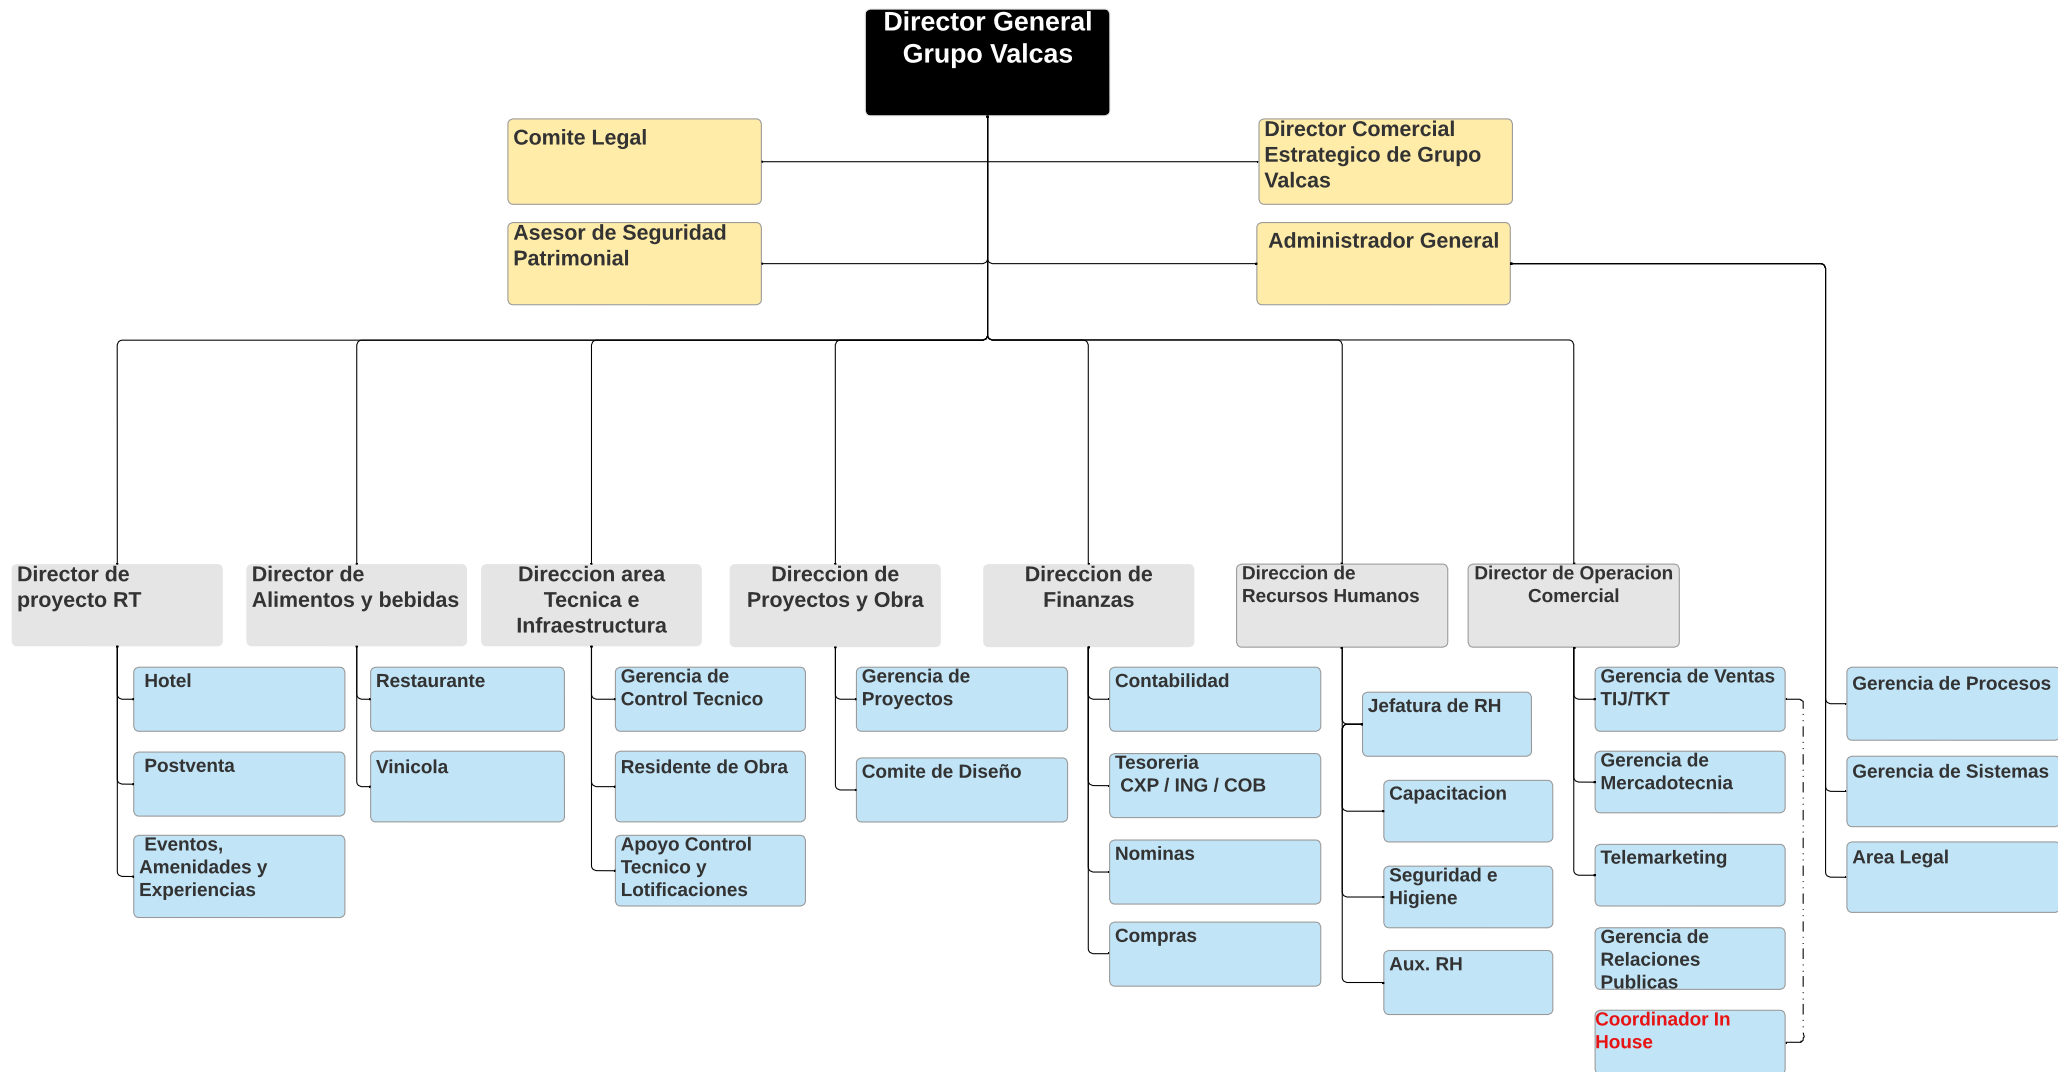 Director General
Grupo Valcas
Comite Legal
Director Comercial
Estrategico de Grupo
Valcas
Asesor de Seguridad
Patrimonial
Administrador General
Director de
proyecto RT
Director de
Alimentos y bebidas
Direccion area
Tecnica e
Infraestructura
Direccion de
Proyectos y Obra
Direccion de
Finanzas
Direccion de
Recursos Humanos
Director de Operacion
Comercial
Hotel
Postventa
Eventos,
Amenidades y
Experiencias
Restaurante
Vinicola
Gerencia de
Control Tecnico
Residente de Obra
Apoyo Control
Tecnico y
Lotificaciones
Gerencia de
Proyectos
Comite de Diseño
Contabilidad
Tesoreria
CXP / ING / COB
Nominas
Compras
Jefatura de RH
Capacitacion
Seguridad e
Higiene
Aux. RH
Gerencia de Ventas
TIJ/TKT
Gerencia de
Mercadotecnia
Telemarketing
Gerencia de
Relaciones
Publicas
Coordinador In
House
Gerencia de Procesos
Gerencia de Sistemas
Area Legal